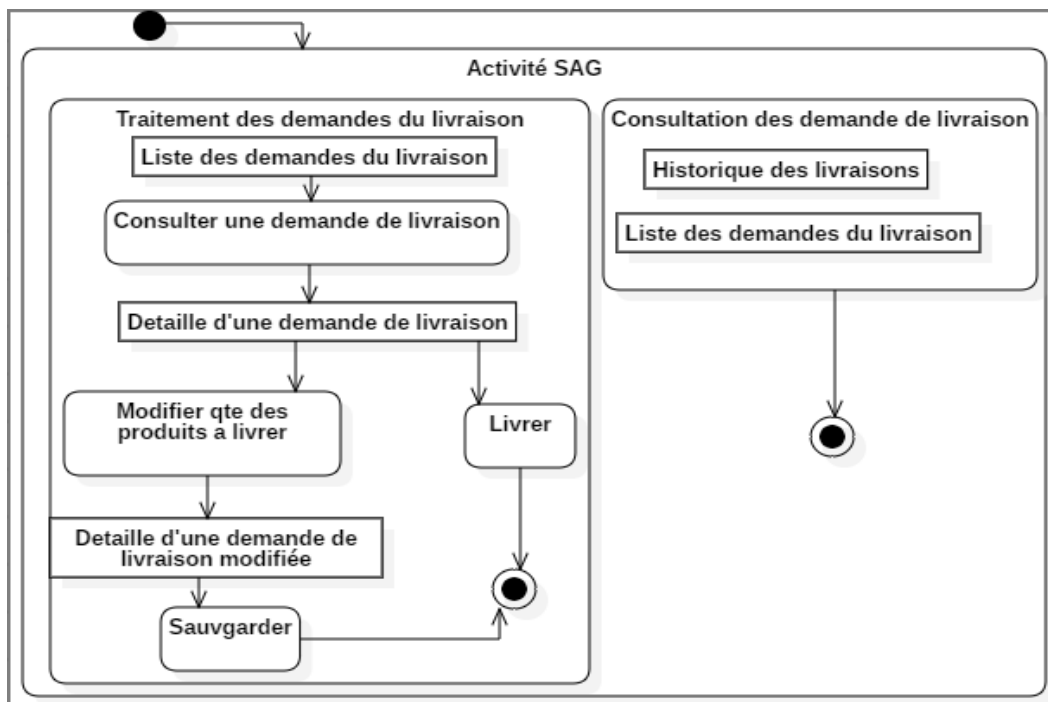 Activité SAG
Traitement des demandes du livraison
Liste des demandes du livraison
Consulter une demande de livraison
Detaille d'une demande de livraison
Modifier qte des
produits a livrer
Livrer
Detaille d'une demande de
livraison modifiée
Sauvgarder
Consultation des demande de livraison
Historique des livraisons
Liste des demandes du livraison